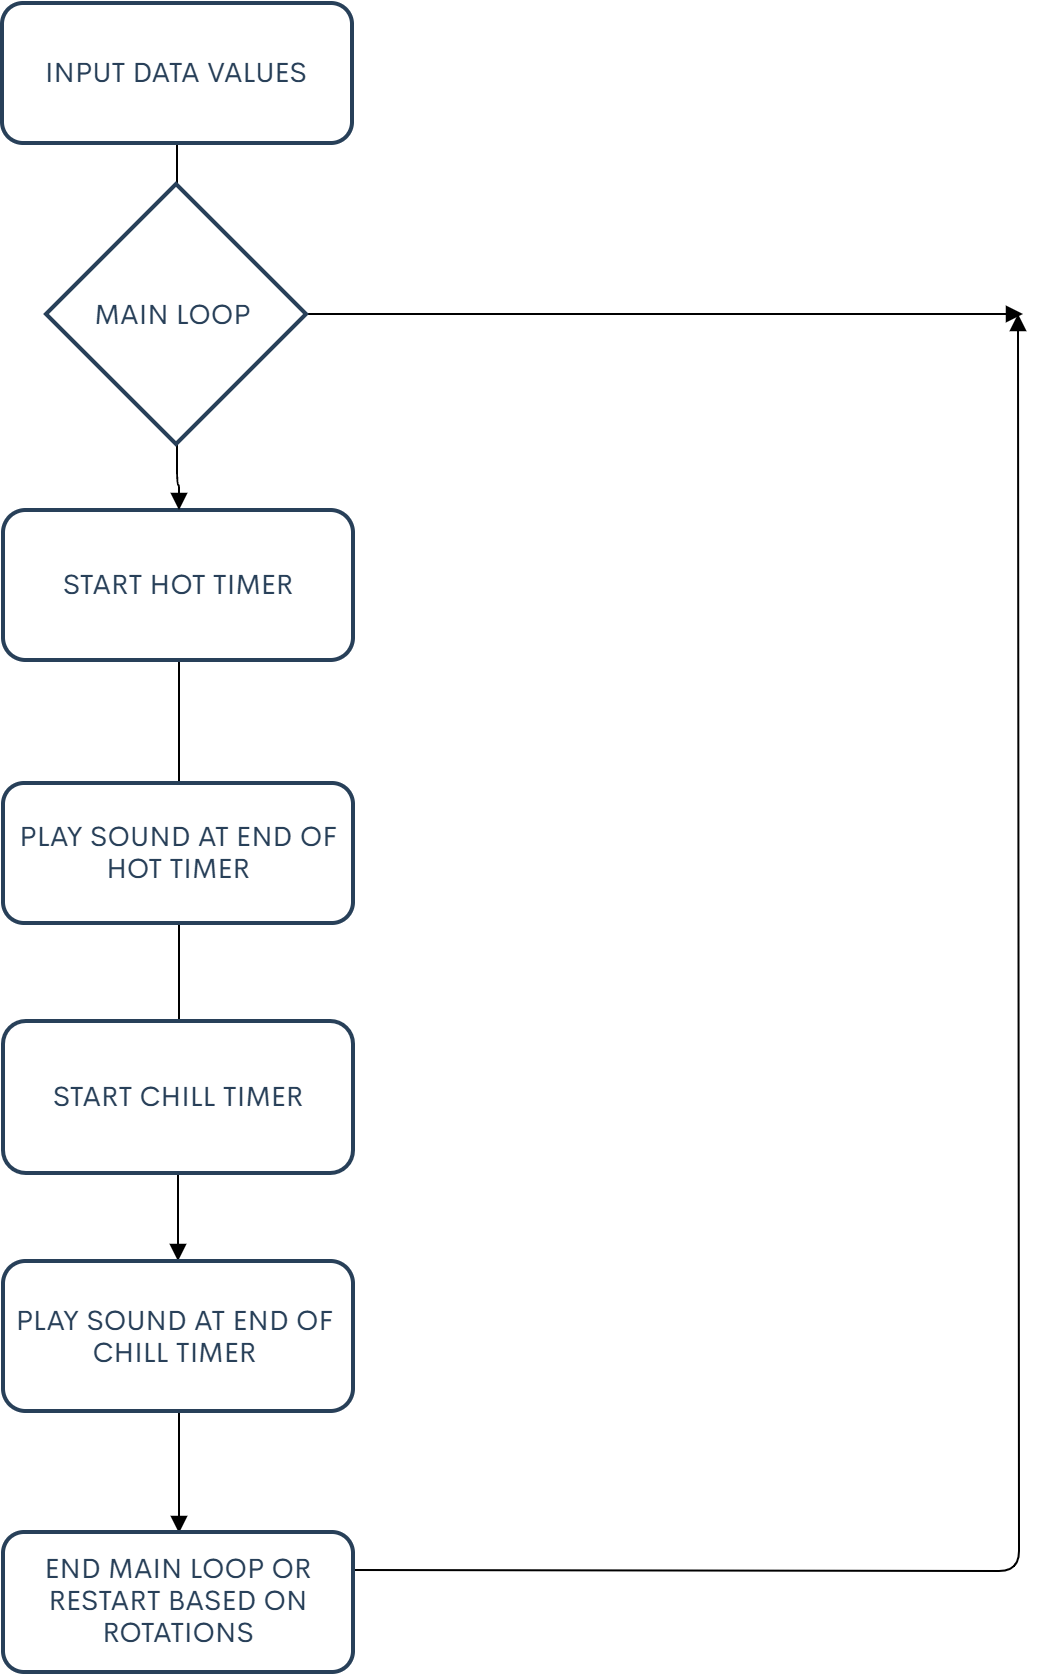 INPUT DATA VALUES
MAIN LOOP
START HOT TIMER
PLAY SOUND AT END OF
HOT TIMER
START CHILL TIMER
PLAY SOUND AT END OF
CHILL TIMER
END MAIN LOOP OR
RESTART BASED ON
ROTATIONS